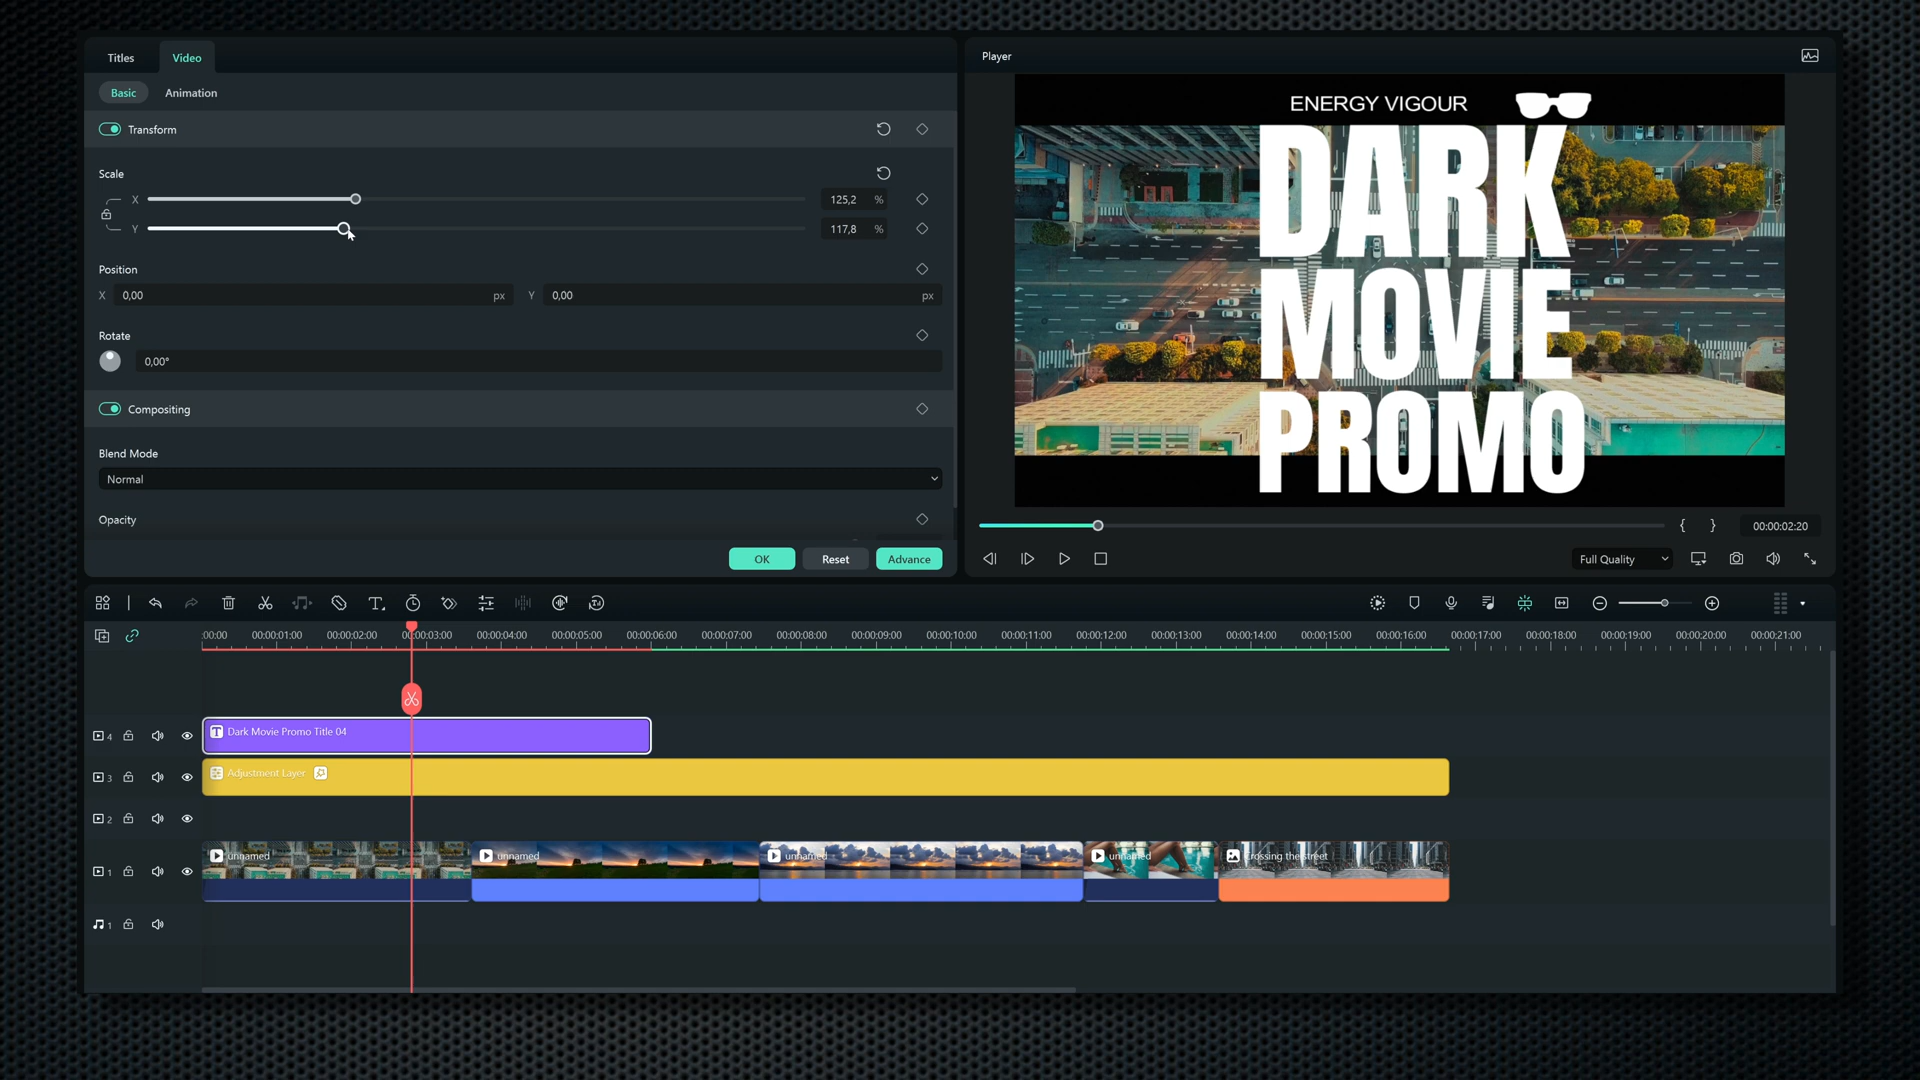 Titles
Video
Basic
Animation
Transform
Scale
X
125,2 %
Y
117,8 %
Position
X 0,00 px Y 0,00 px
Rotate
0,00°
Compositing
Blend Mode
Normal
Opacity
OK
Reset
Advance
Player
ENERGY VIGOUR
DARK
MOVIE
PROMO
{ } 00:00:02:20
Full Quality
:00:00 00:00:01:00 00:00:02:00 00:00:03:00 00:00:04:00 00:00:05:00 00:00:06:00 00:00:07:00 00:00:08:00 00:00:09:00 00:00:10:00 00:00:11:00 00:00:12:00 00:00:13:00 00:00:14:00 00:00:15:00 00:00:16:00 00:00:17:00 00:00:18:00 00:00:19:00 00:00:20:00 00:00:21:00
4
T Dark Movie Promo Title 04
3
Adjustment Layer
2
1
unnamed
unnamed
unnamed
unnamed
Crossing the street
1